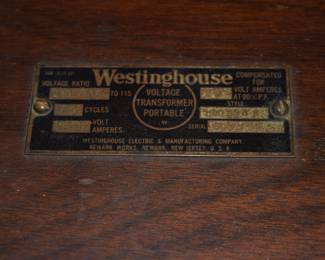 Westinghouse
VOLTAGE RATIO
TO 115
CYCLES
VOLT
AMPERES
VOLTAGE
TRANSFORMER
PORTABLE
W
COMPENSATED
FOR
VOLT AMPERES
STYLE
SERIAL
WESTINGHOUSE ELECTRIC & MANUFACTURING COMPANY
NEWARK WORKS, NEWARK, NEW JERSEY, U. S. A